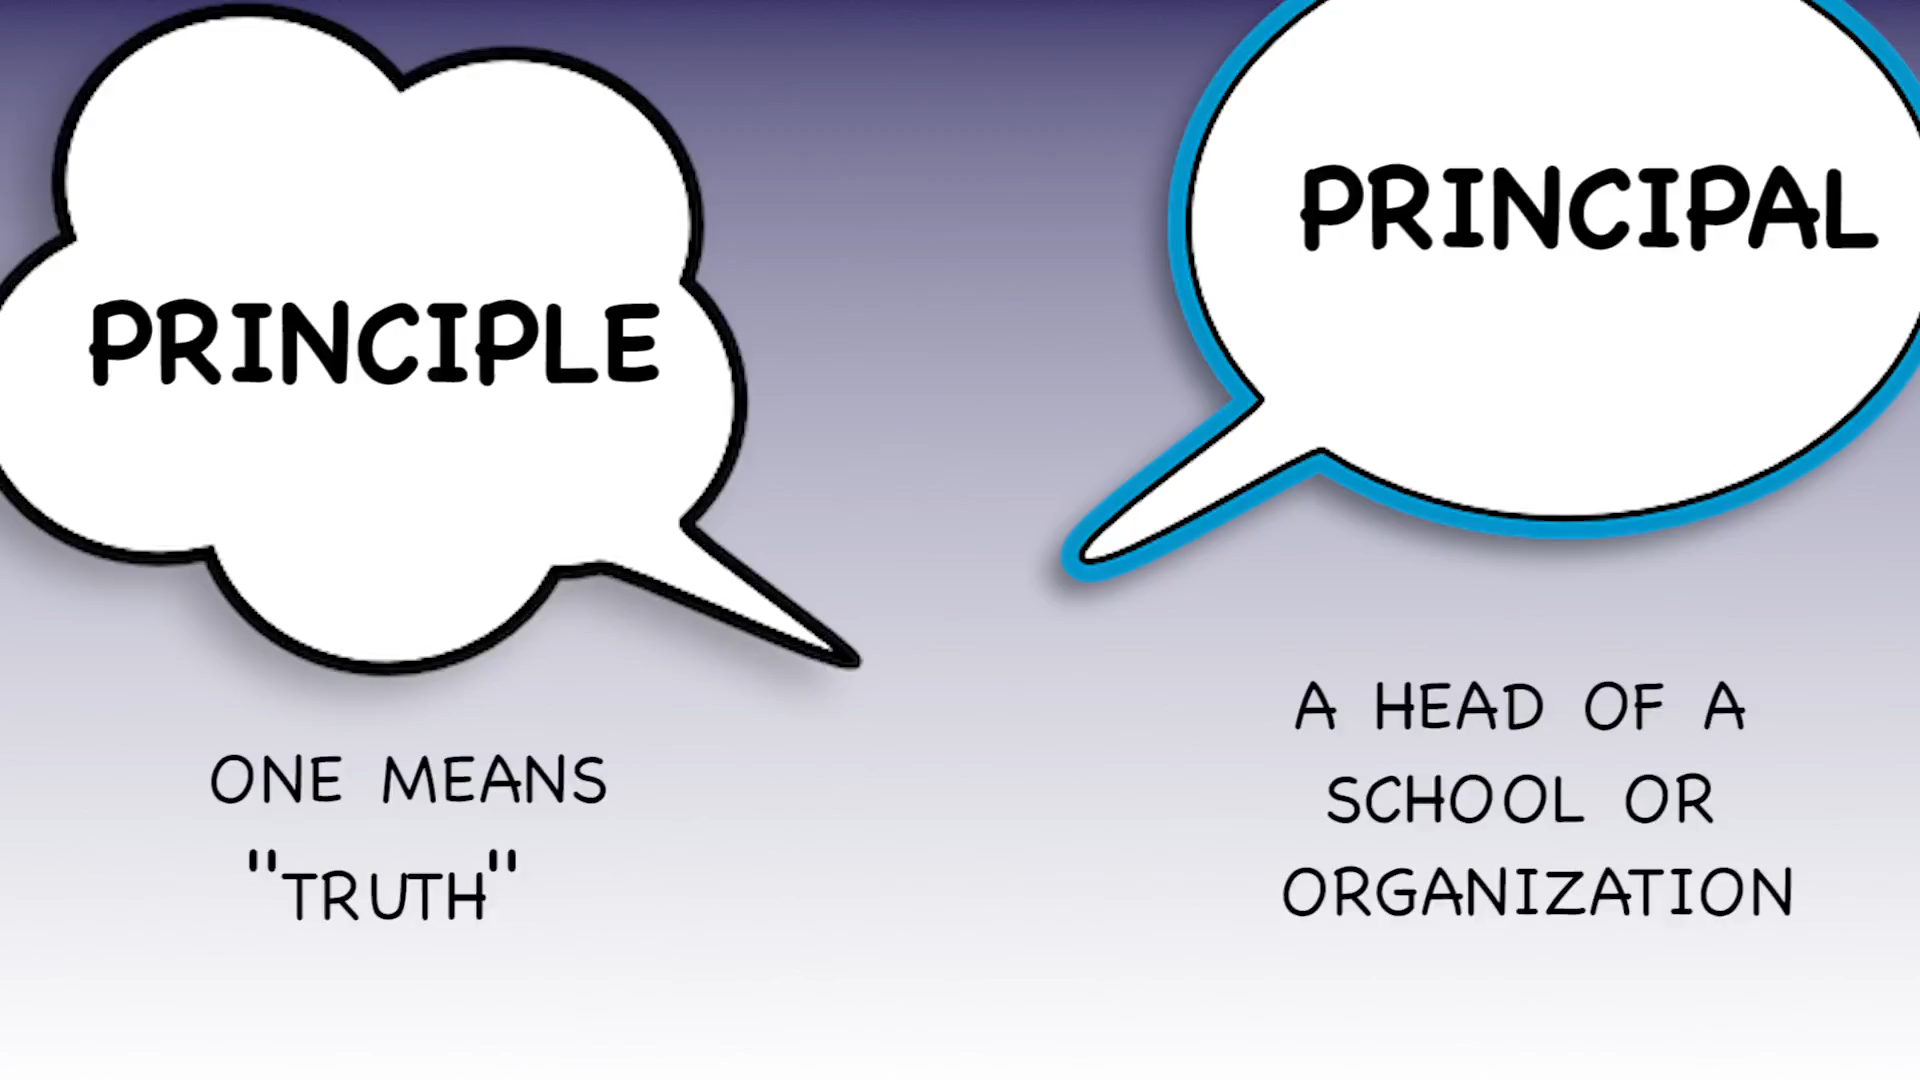 PRINCIPLE
ONE MEANS
"TRUTH"
PRINCIPAL
A HEAD OF A
SCHOOL OR
ORGANIZATION